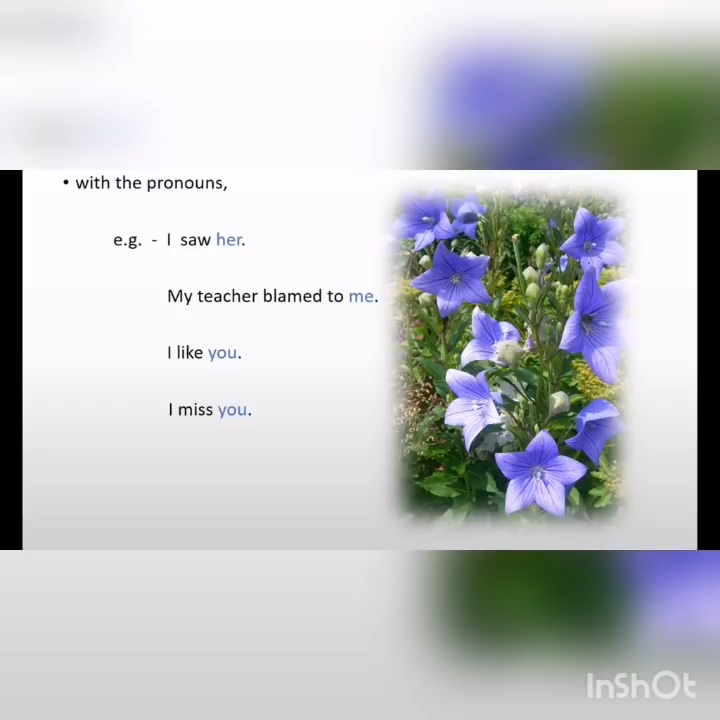 • with the pronouns,
e.g. - I saw her.
My teacher blamed to me.
I like you.
I miss you.
InShOt